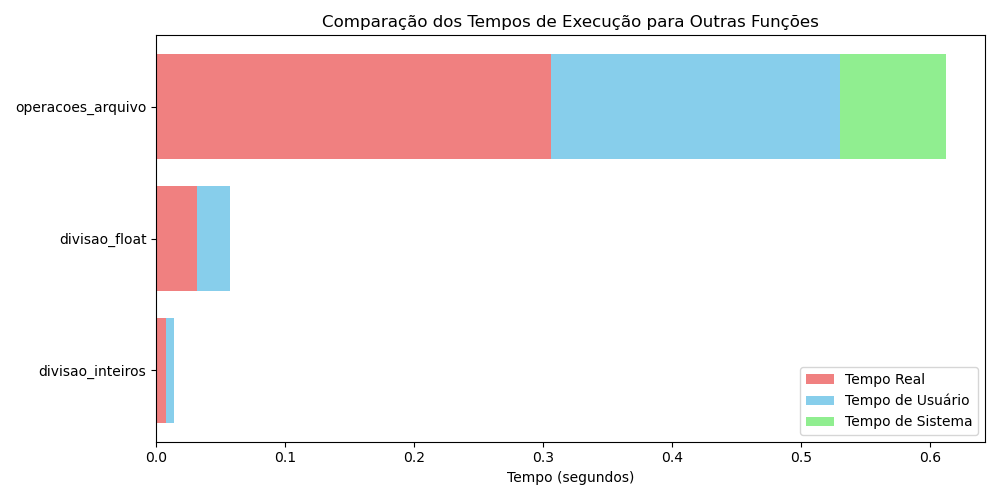 Comparação dos Tempos de Execução para Outras Funções
operacoes_arquivo
divisao_float
divisao_inteiros
Tempo Real
Tempo de Usuário
Tempo de Sistema
0.0 0.1 0.2 0.3 0.4 0.5 0.6
Tempo (segundos)